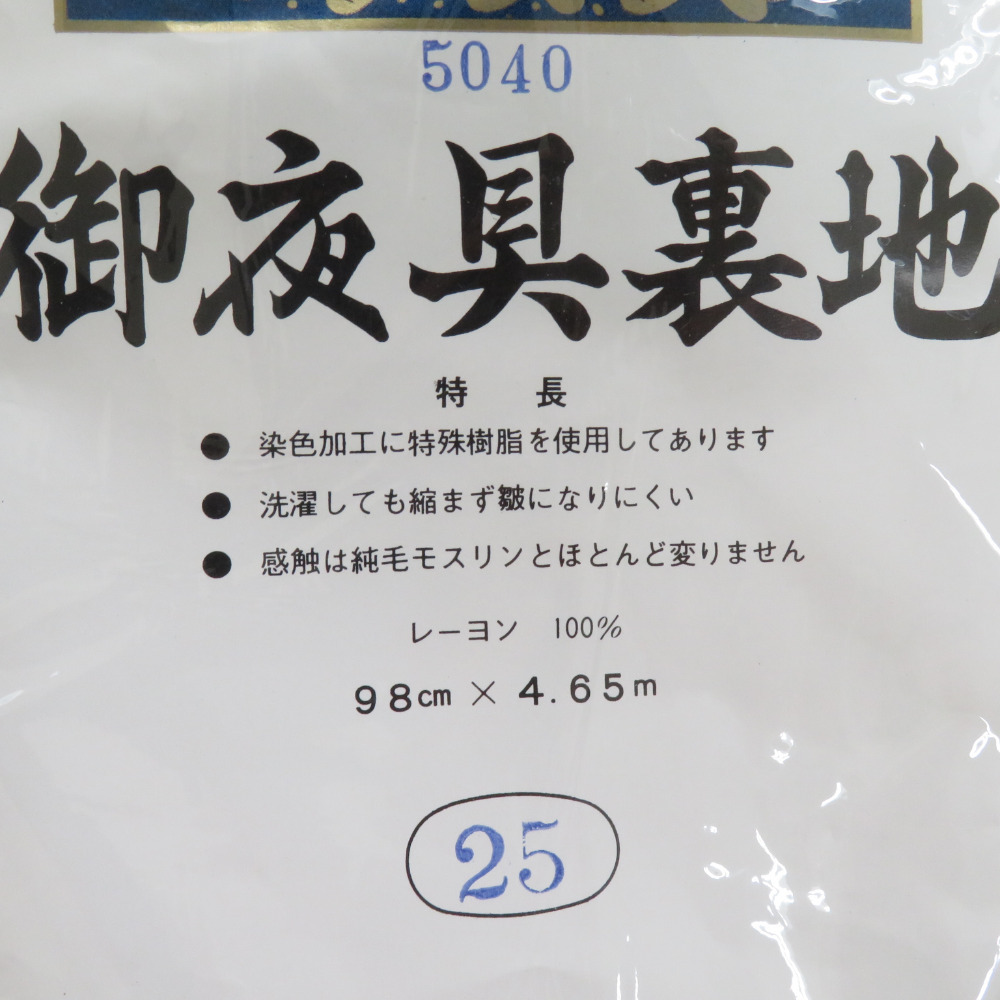 5040
御夜具裏地
特 長
● 染色加工に特殊樹脂を使用してあります
● 洗濯しても縮まず皺になりにくい
● 感触は純毛モスリンとほとんど変りません
レーヨン 100%
98cm × 4.65m
25